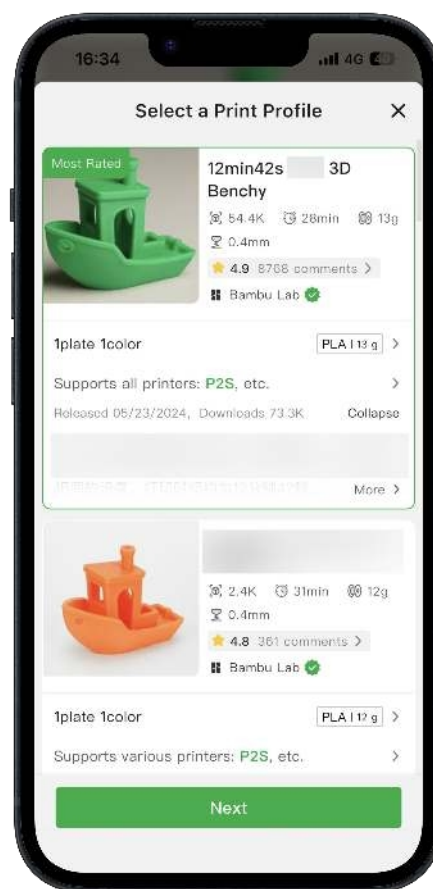 16:34
4G
Select a Print Profile
Most Rated
12min42s 3D
Benchy
54.4K 28min 13g
0.4mm
4.9 8768 comments >
Bambu Lab
1plate 1color
PLA | 13 g >
Supports all printers: P2S, etc. >
Released 05/23/2024, Downloads 73.3K
Collapse
More >
2.4K 31min 12g
0.4mm
4.8 361 comments >
Bambu Lab
1plate 1color
PLA | 12 g >
Supports various printers: P2S, etc. >
Next